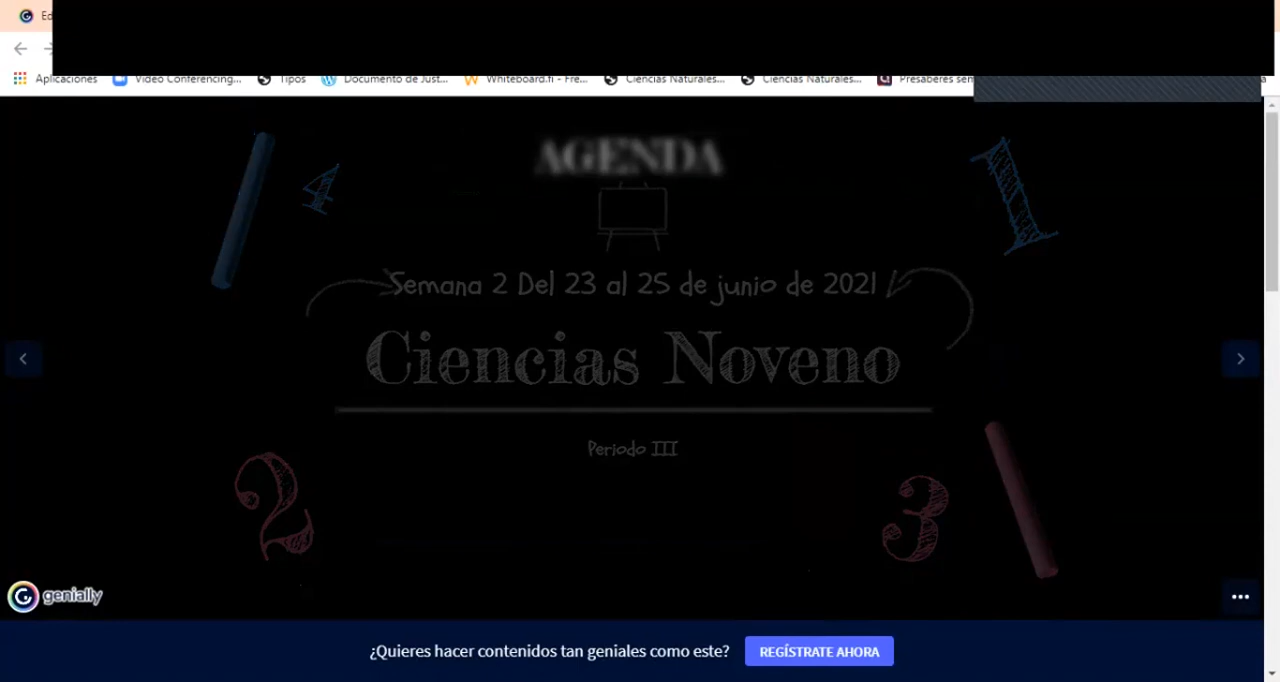 Aplicaciones Video Conferencing... Tipos Documento de Just... Whiteboard.fi - Fre... Ciencias Naturales... Ciencias Naturales... Presaberes
AGENDA
4
1
Semana 2 Del 23 al 25 de junio de 2021
Ciencias Noveno
Periodo III
2
3
genially
¿Quieres hacer contenidos tan geniales como este? REGÍSTRATE AHORA